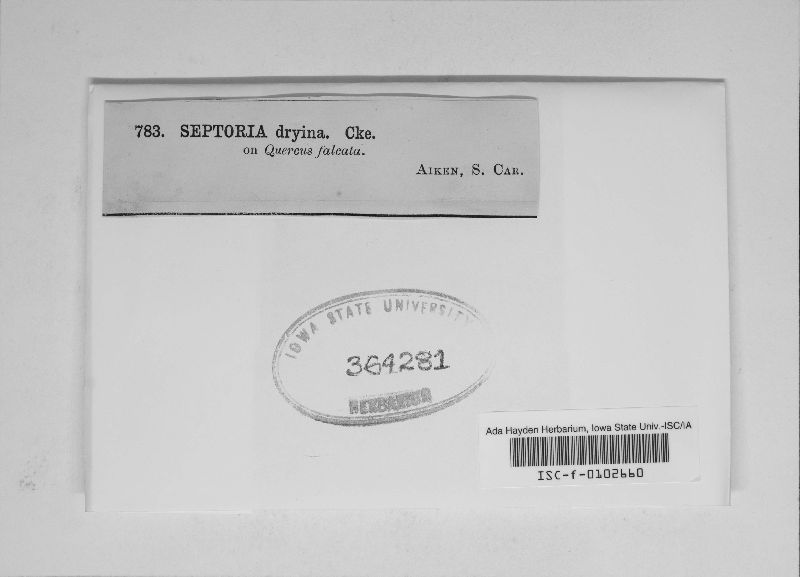 783. SEPTORIA dryina. Cke.
on Quercus falcata.
AIKEN, S. CAR.
IOWA STATE UNIVERSITY
364281
HERBARIUM
Ada Hayden Herbarium, Iowa State Univ.-ISC/IA
ISC-f-0102660